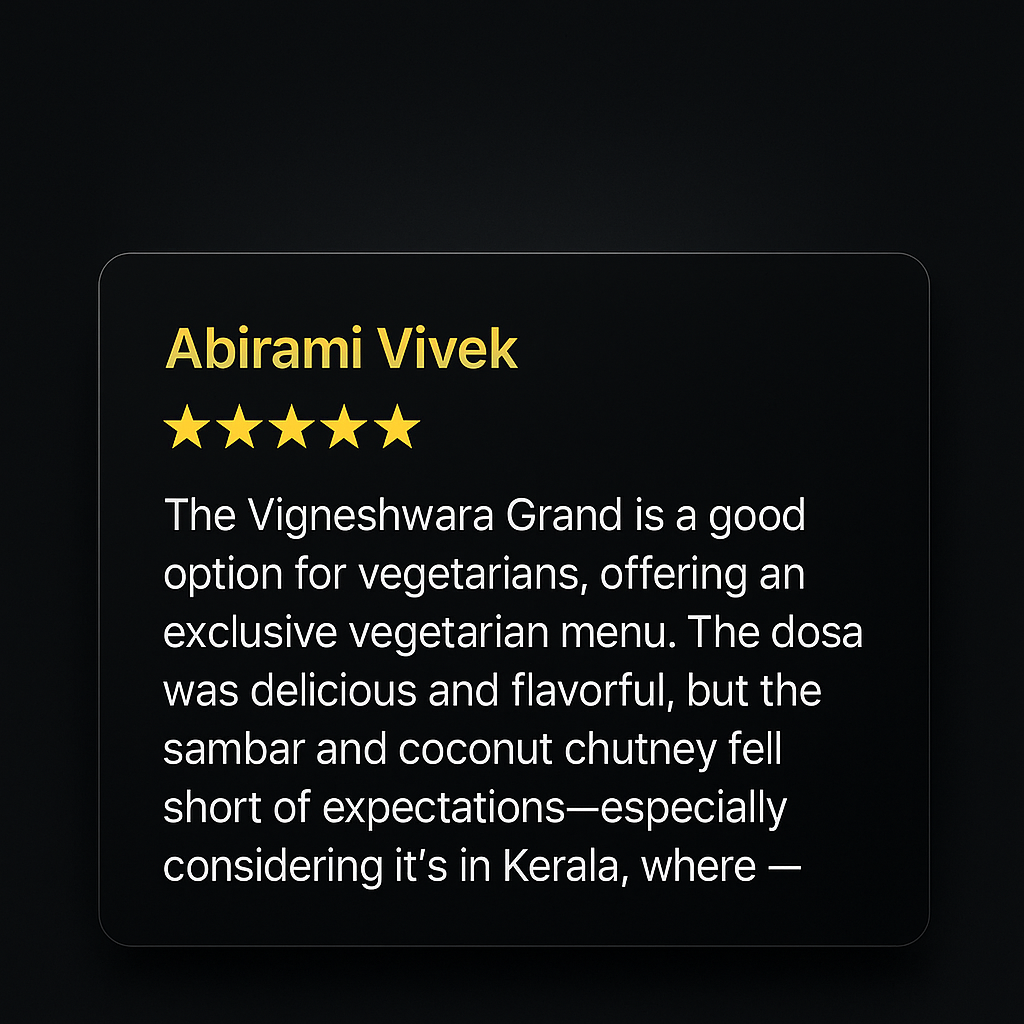 Abirami Vivek
★★★★★
The Vigneshwara Grand is a good
option for vegetarians, offering an
exclusive vegetarian menu. The dosa
was delicious and flavorful, but the
sambar and coconut chutney fell
short of expectations—especially
considering it’s in Kerala, where —